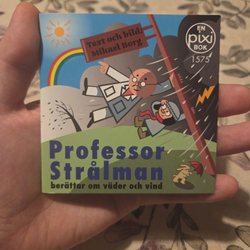 Text och bild:
Mikael Borg
EN
pixi
BOK
1575
Professor
Strålman
berättar om väder och vind